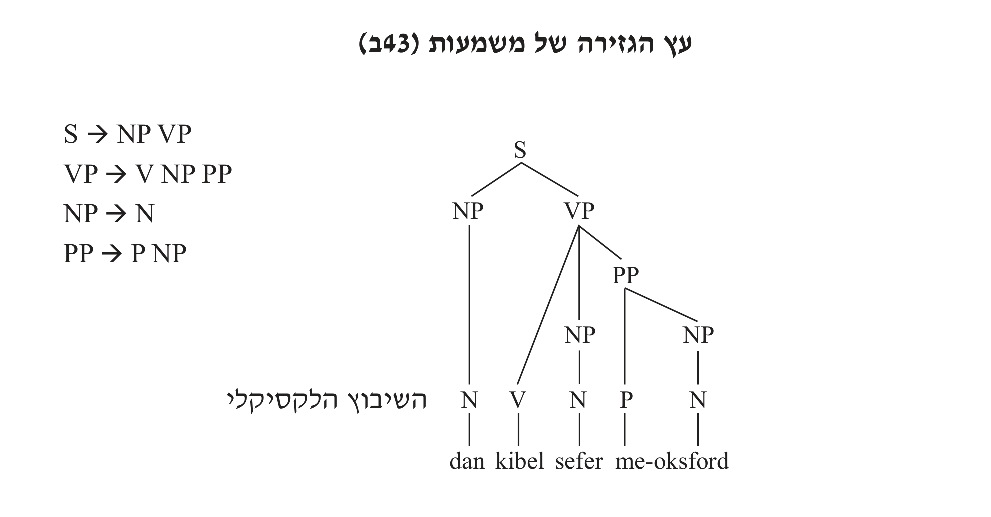 עץ הגזירה של משמעות (43ב)
S → NP VP
VP → V NP PP
NP → N
PP → P NP
S
NP VP
PP
NP NP
השיבוץ הלקסיקלי N V N P N
dan kibel sefer me-oksford